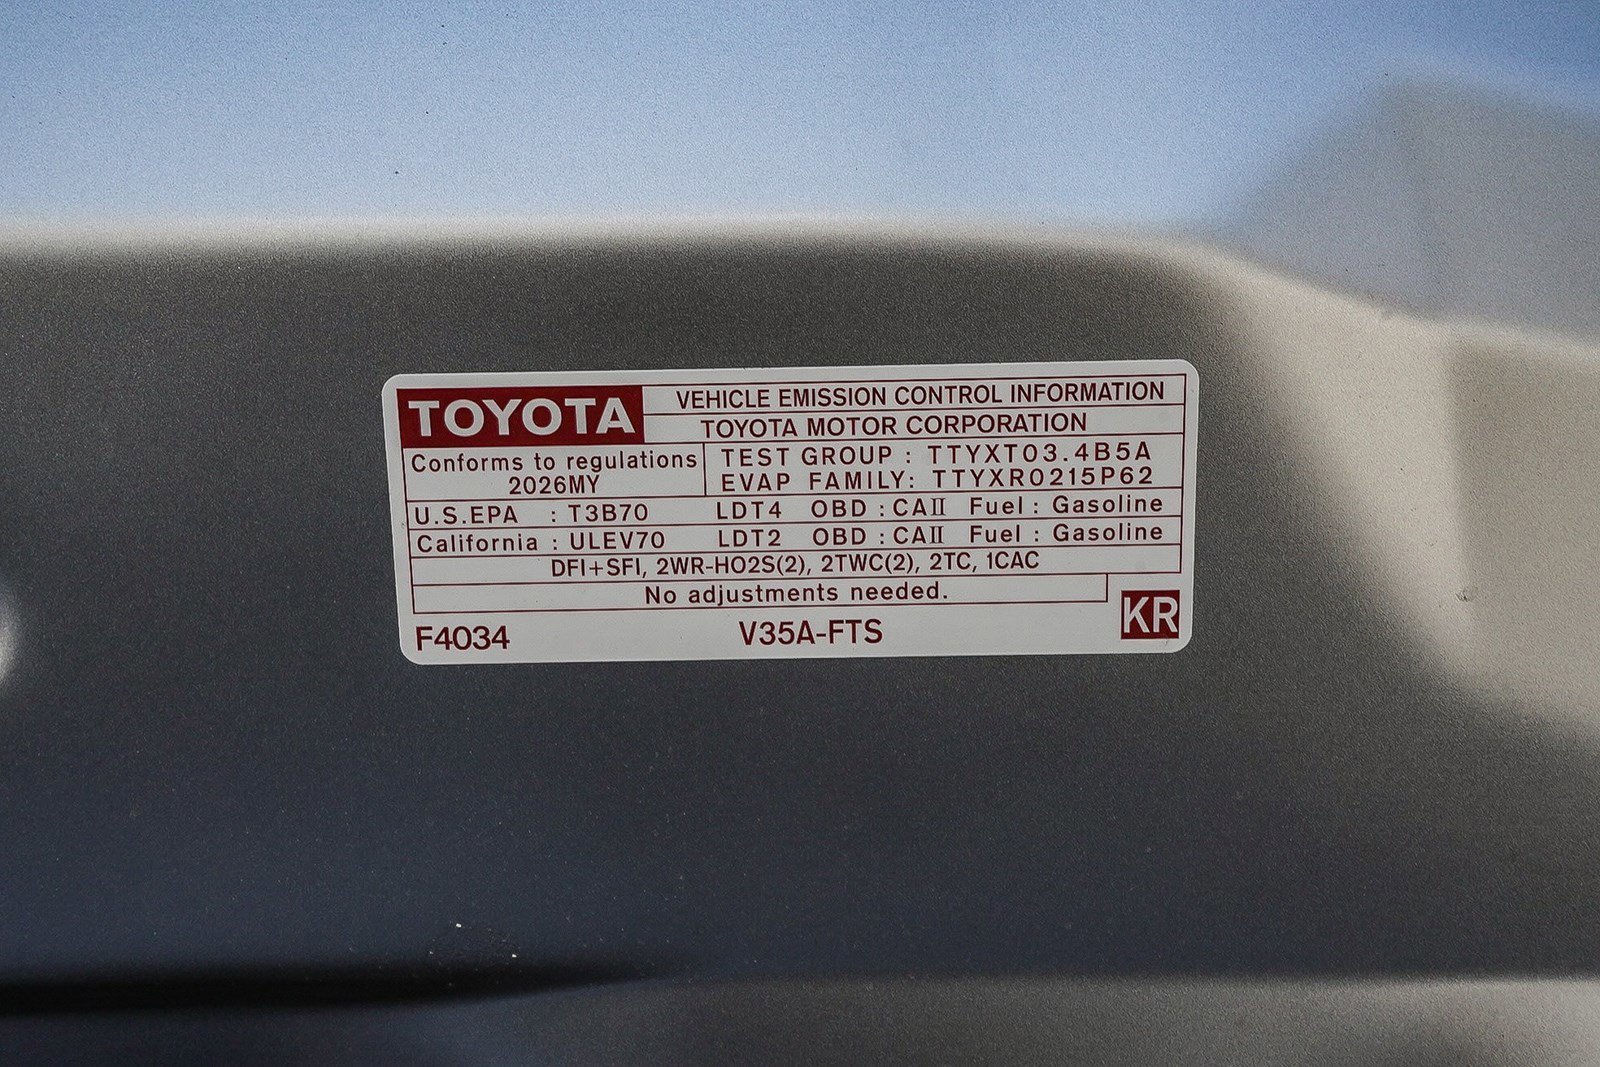 TOYOTA
VEHICLE EMISSION CONTROL INFORMATION
TOYOTA MOTOR CORPORATION
Conforms to regulations
2026MY
TEST GROUP : TTYXT03.4B5A
EVAP FAMILY: TTYXR0215P62
U.S.EPA : T3B70 LDT4 OBD : CAII Fuel : Gasoline
California : ULEV70 LDT2 OBD : CAII Fuel : Gasoline
DFI+SFI, 2WR-HO2S(2), 2TWC(2), 2TC, 1CAC
No adjustments needed.
F4034 V35A-FTS KR